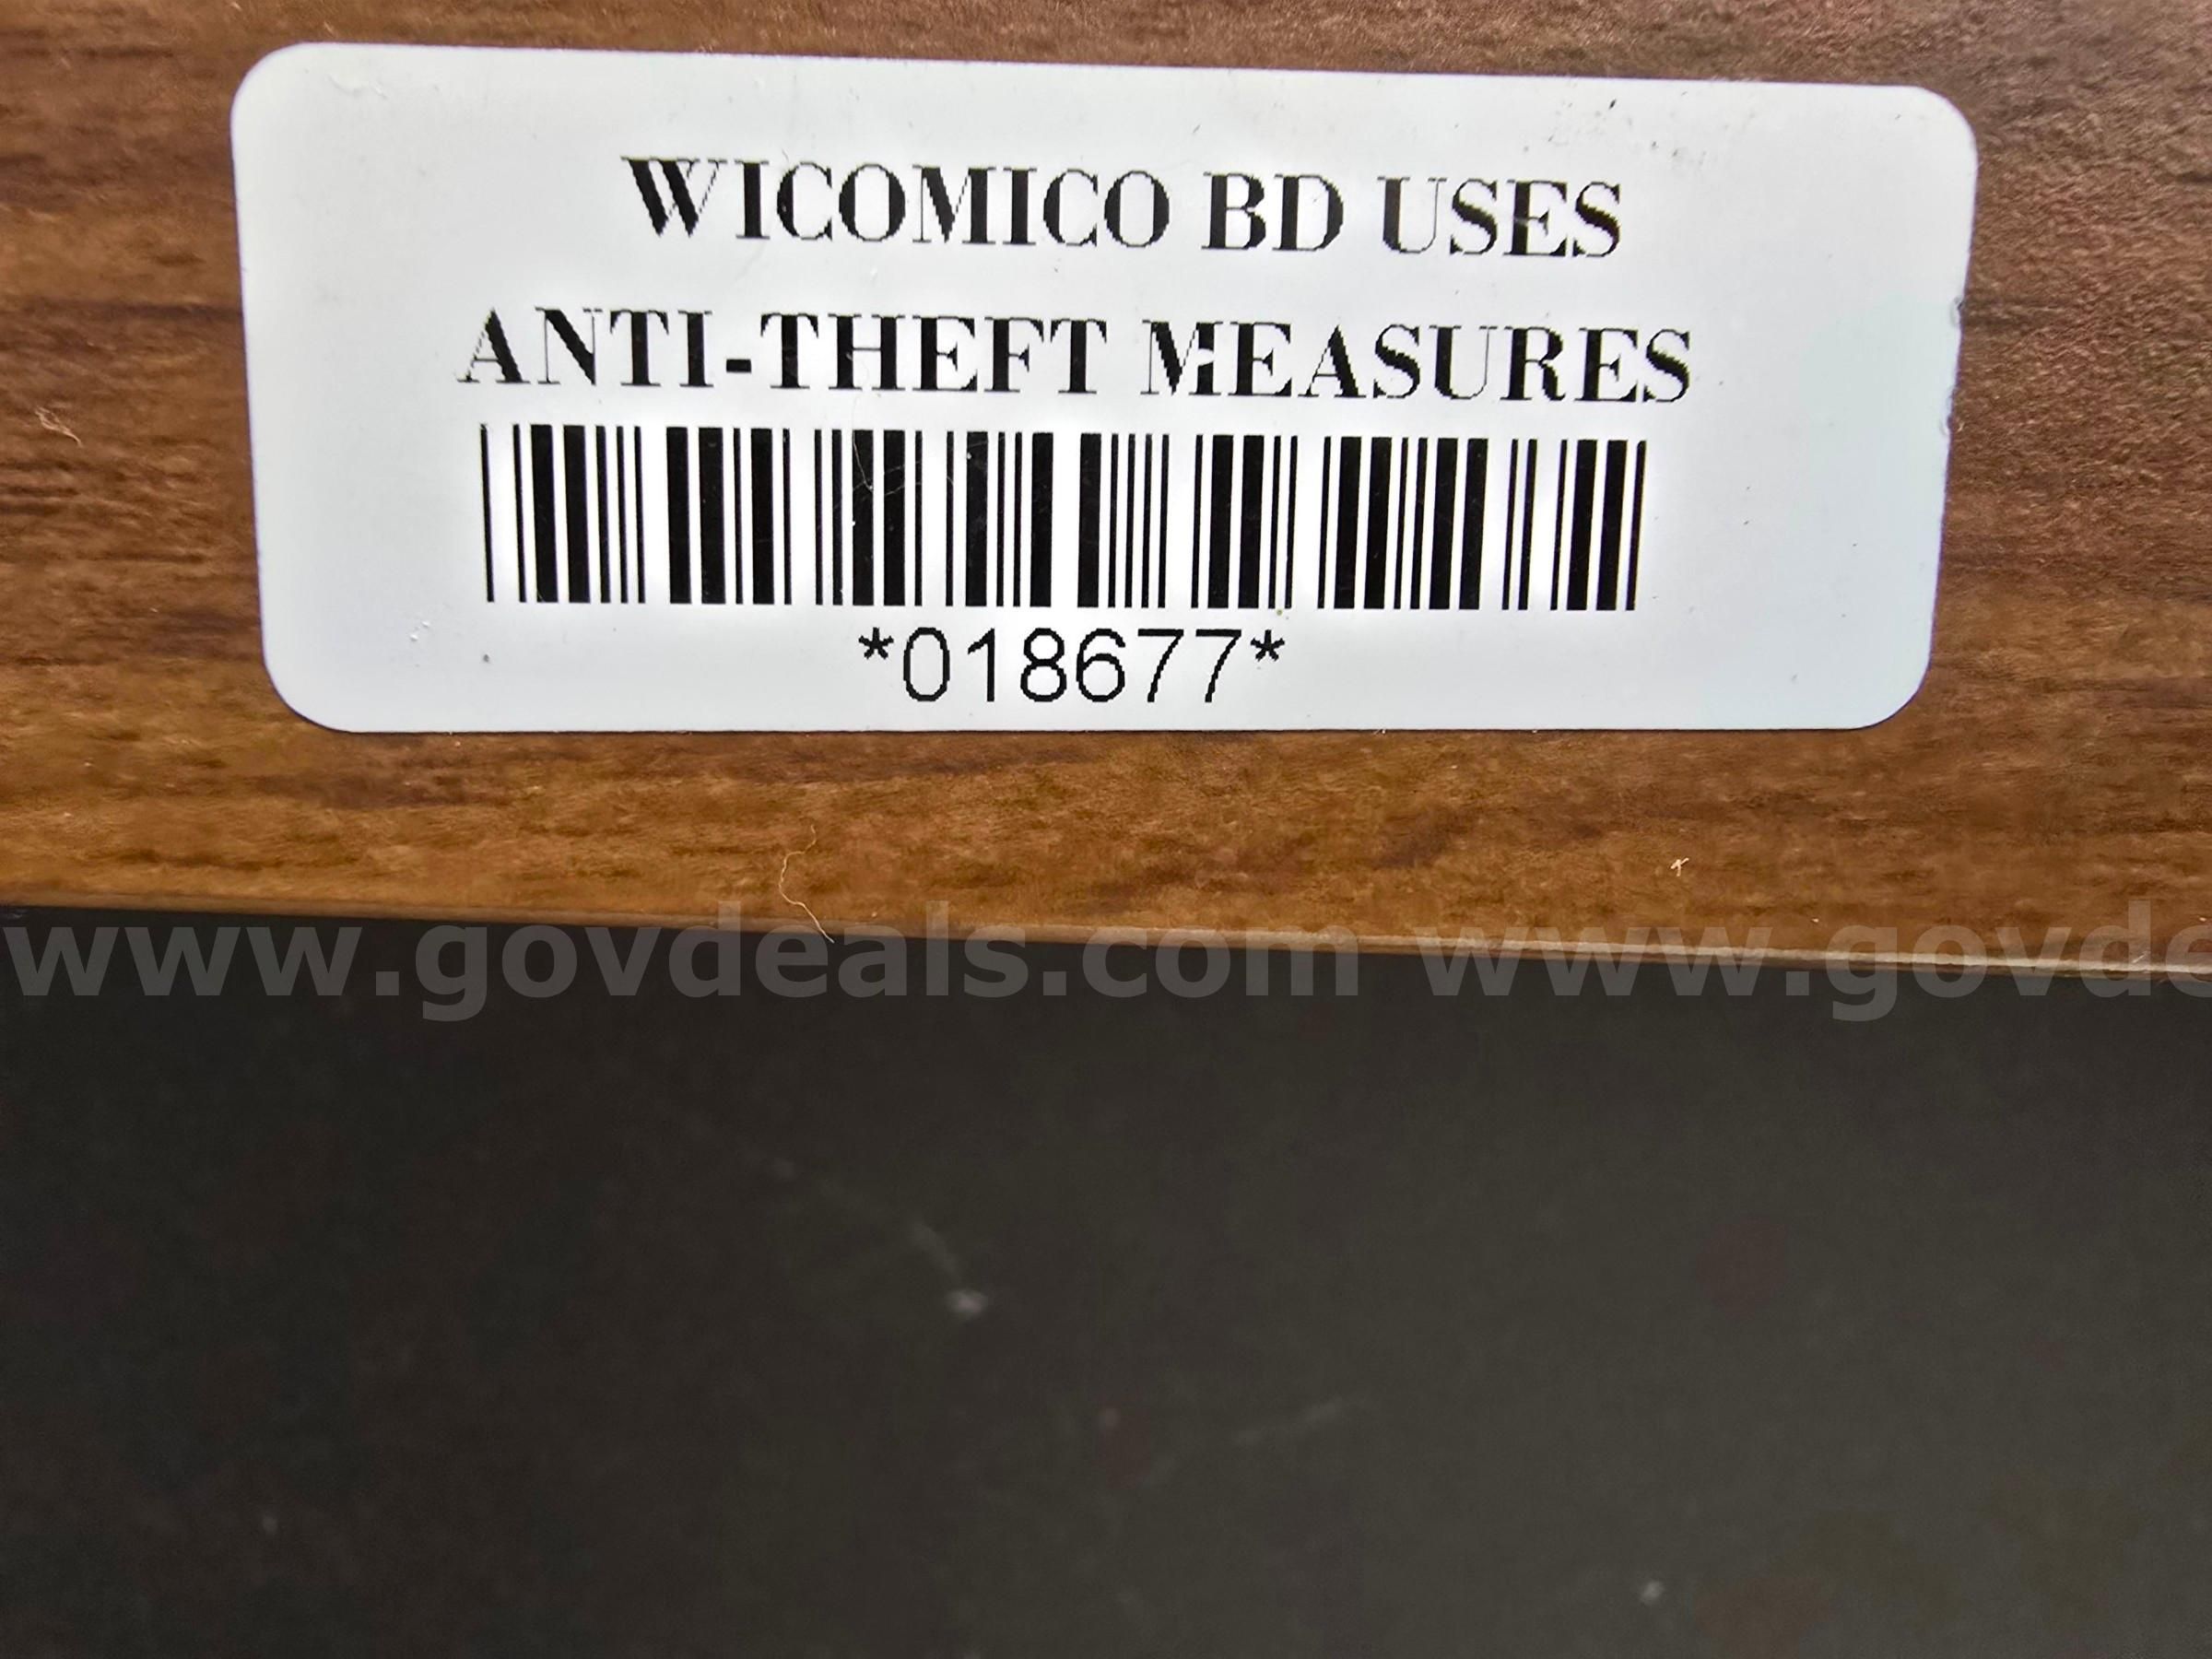 WICOMICO BD USES
ANTI-THEFT MEASURES
*018677*
www.govdeals.com www.govde